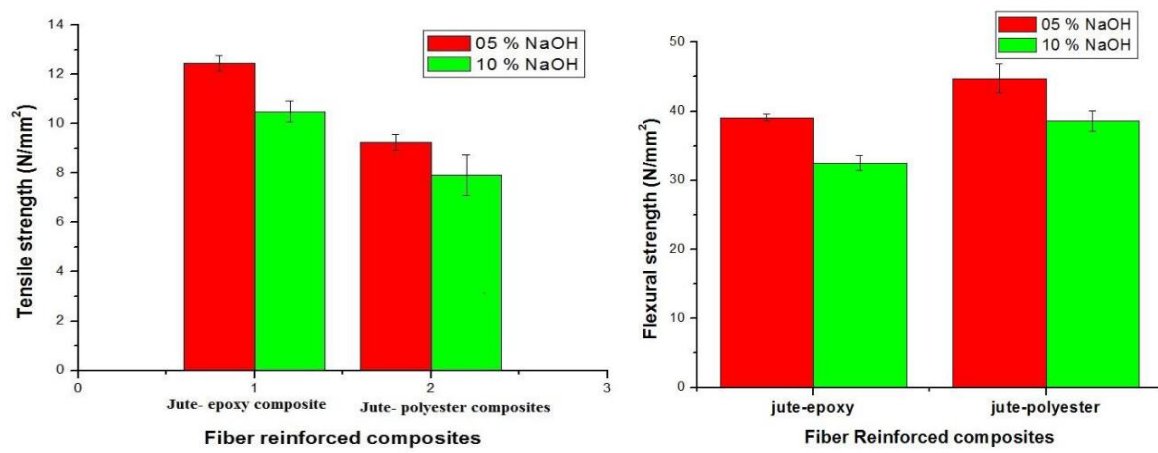 Tensile strength (N/mm²)
14
12
10
8
6
4
2
0
05 % NaOH
10 % NaOH
0
1
2
3
Jute- epoxy composite
Jute- polyester composites
Fiber reinforced composites
Flexural strength (N/mm²)
50
40
30
20
10
0
05 % NaOH
10 % NaOH
jute-epoxy
jute-polyester
Fiber Reinforced composites